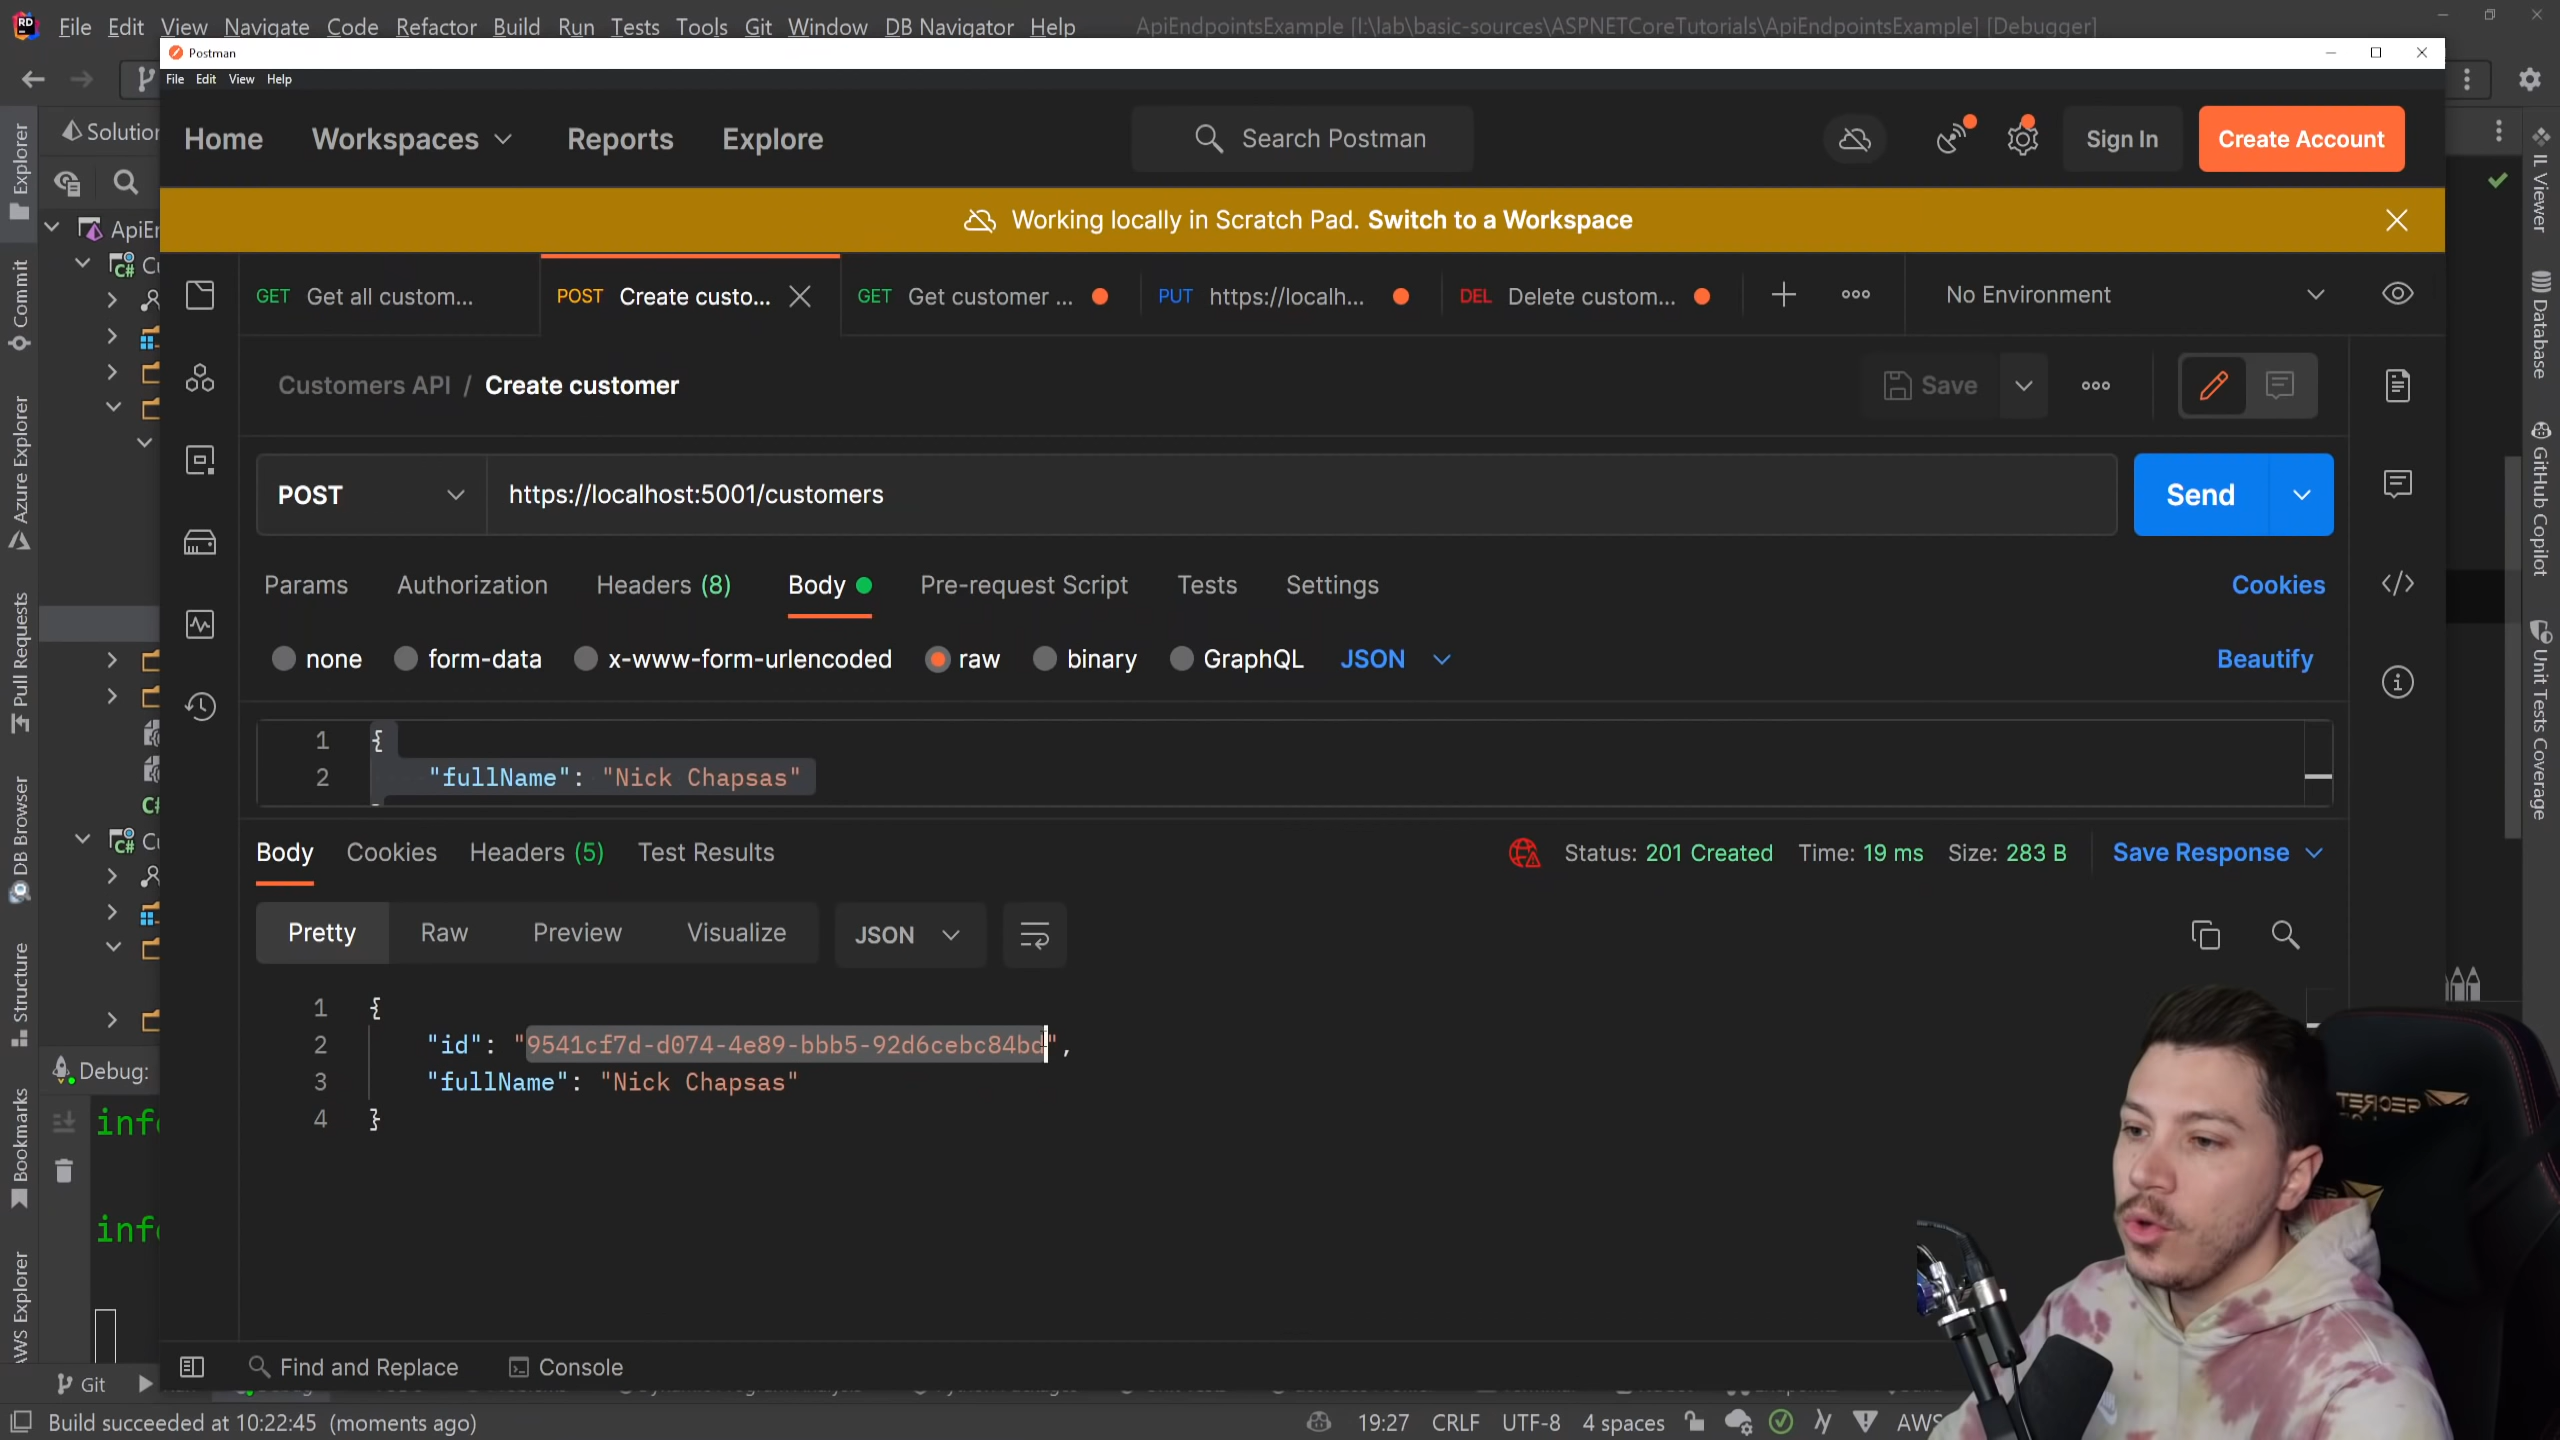 File Edit View Navigate Code Refactor Build Run Tests Tools Git Window DB Navigator Help
ApiEndpointsExample [I:\lab\basic-sources\ASPNETCoreTutorials\ApiEndpointsExample] [Debugger]
Postman
File Edit View Help
Home Workspaces Reports Explore
Search Postman
Sign In Create Account
Working locally in Scratch Pad. Switch to a Workspace
GET Get all custom...
POST Create custo...
GET Get customer ...
PUT https://localh...
DEL Delete custom...
No Environment
Customers API / Create customer
Save
POST https://localhost:5001/customers
Send
Params Authorization Headers (8) Body Pre-request Script Tests Settings
Cookies
none form-data x-www-form-urlencoded raw binary GraphQL JSON
Beautify
1 {
2 "fullName": "Nick Chapsas"
Body Cookies Headers (5) Test Results
Status: 201 Created Time: 19 ms Size: 283 B Save Response
Pretty Raw Preview Visualize JSON
1 {
2 "id": "9541cf7d-d074-4e89-bbb5-92d6cebc84bd",
3 "fullName": "Nick Chapsas"
4 }
Find and Replace
Console
Explorer
Commit
Azure Explorer
Pull Requests
DB Browser
Structure
Bookmarks
AWS Explorer
Debug:
Git
Build succeeded at 10:22:45 (moments ago)
19:27 CRLF UTF-8 4 spaces
AWS
IL Viewer
Database
GitHub Copilot
Unit Tests Coverage
SECRET